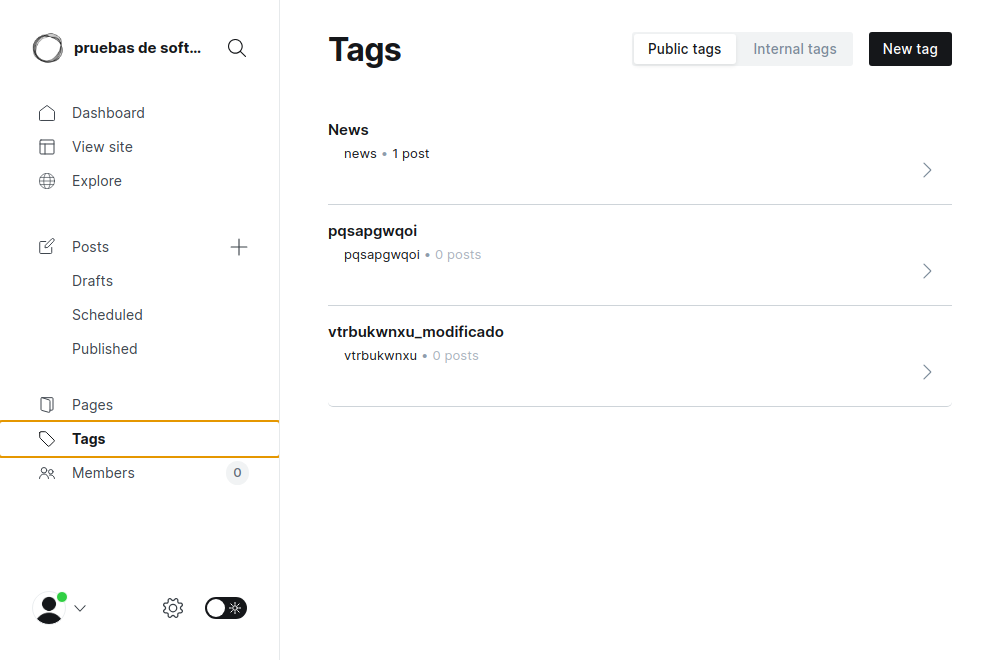 pruebas de soft...
Dashboard
View site
Explore
Posts
Drafts
Scheduled
Published
Pages
Tags
Members
0
Tags
Public tags
Internal tags
New tag
News
news • 1 post
pqsapgwqoi
pqsapgwqoi • 0 posts
vtrbukwnxu_modificado
vtrbukwnxu • 0 posts